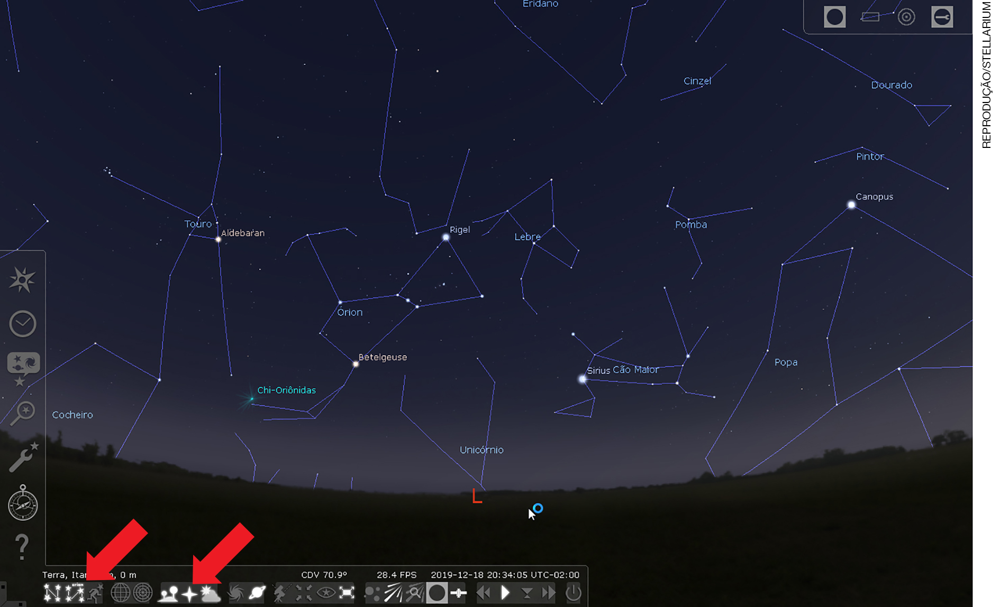 Eridano
REPRODUÇÃO/STELLARIUM
Cinzel
Dourado
Pintor
Canopus
Touro
Aldebaran
Rigel
Lebre
Pomba
Órion
Betelgeuse
Popa
Sirius
Cão Maior
Chi-Oriônidas
Cocheiro
Unicórnio
L
?
Terra, 0 m
CDV 70.9°
28.4 FPS
2019-12-18 20:34:05 UTC-02:00
orion